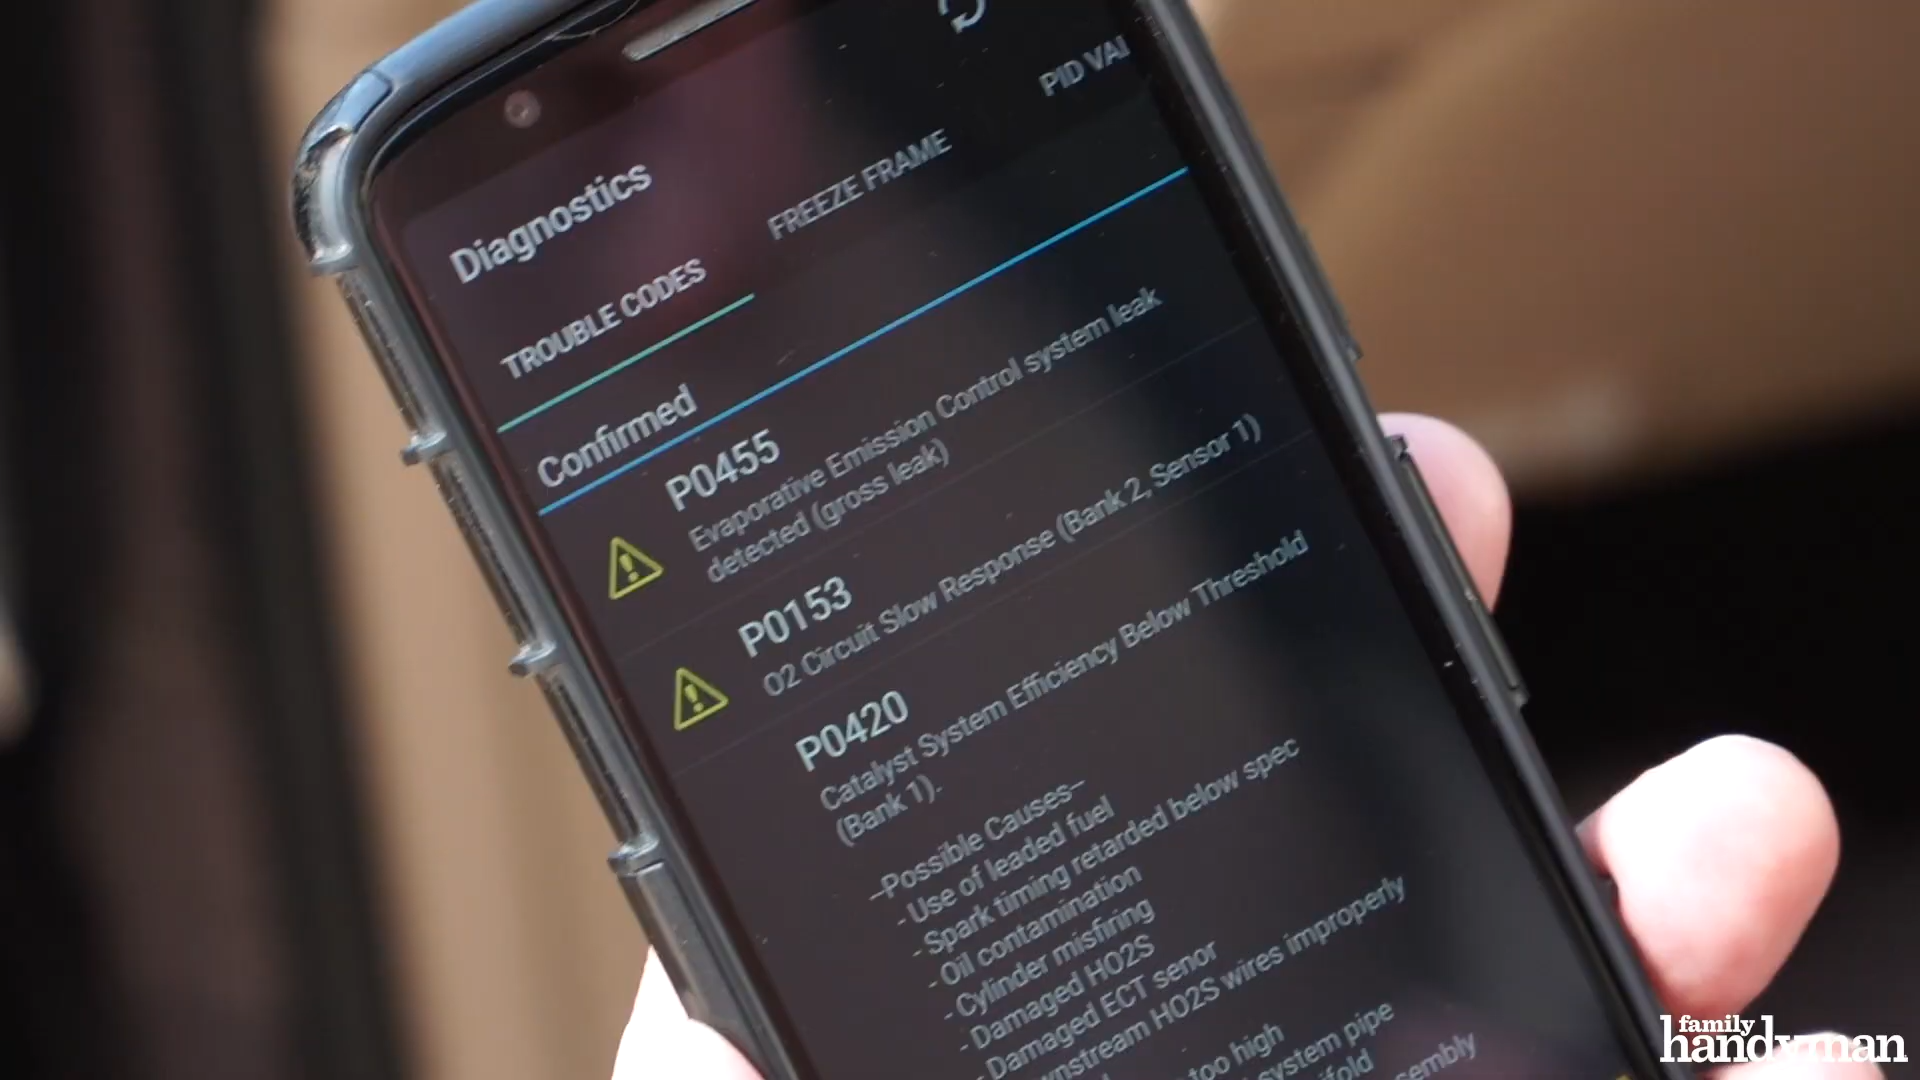 PID VAL
Diagnostics
TROUBLE CODES
FREEZE FRAME
Confirmed
P0455
Evaporative Emission Control system leak
detected (gross leak)
P0153
O2 Circuit Slow Response (Bank 2, Sensor 1)
P0420
Catalyst System Efficiency Below Threshold
(Bank 1).
--Possible Causes--
- Use of leaded fuel
- Spark timing retarded below spec
- Oil contamination
- Cylinder misfiring
- Damaged HO2S
- Damaged ECT senor
HO2S wires improperly
too high
system pipe
family
handyman